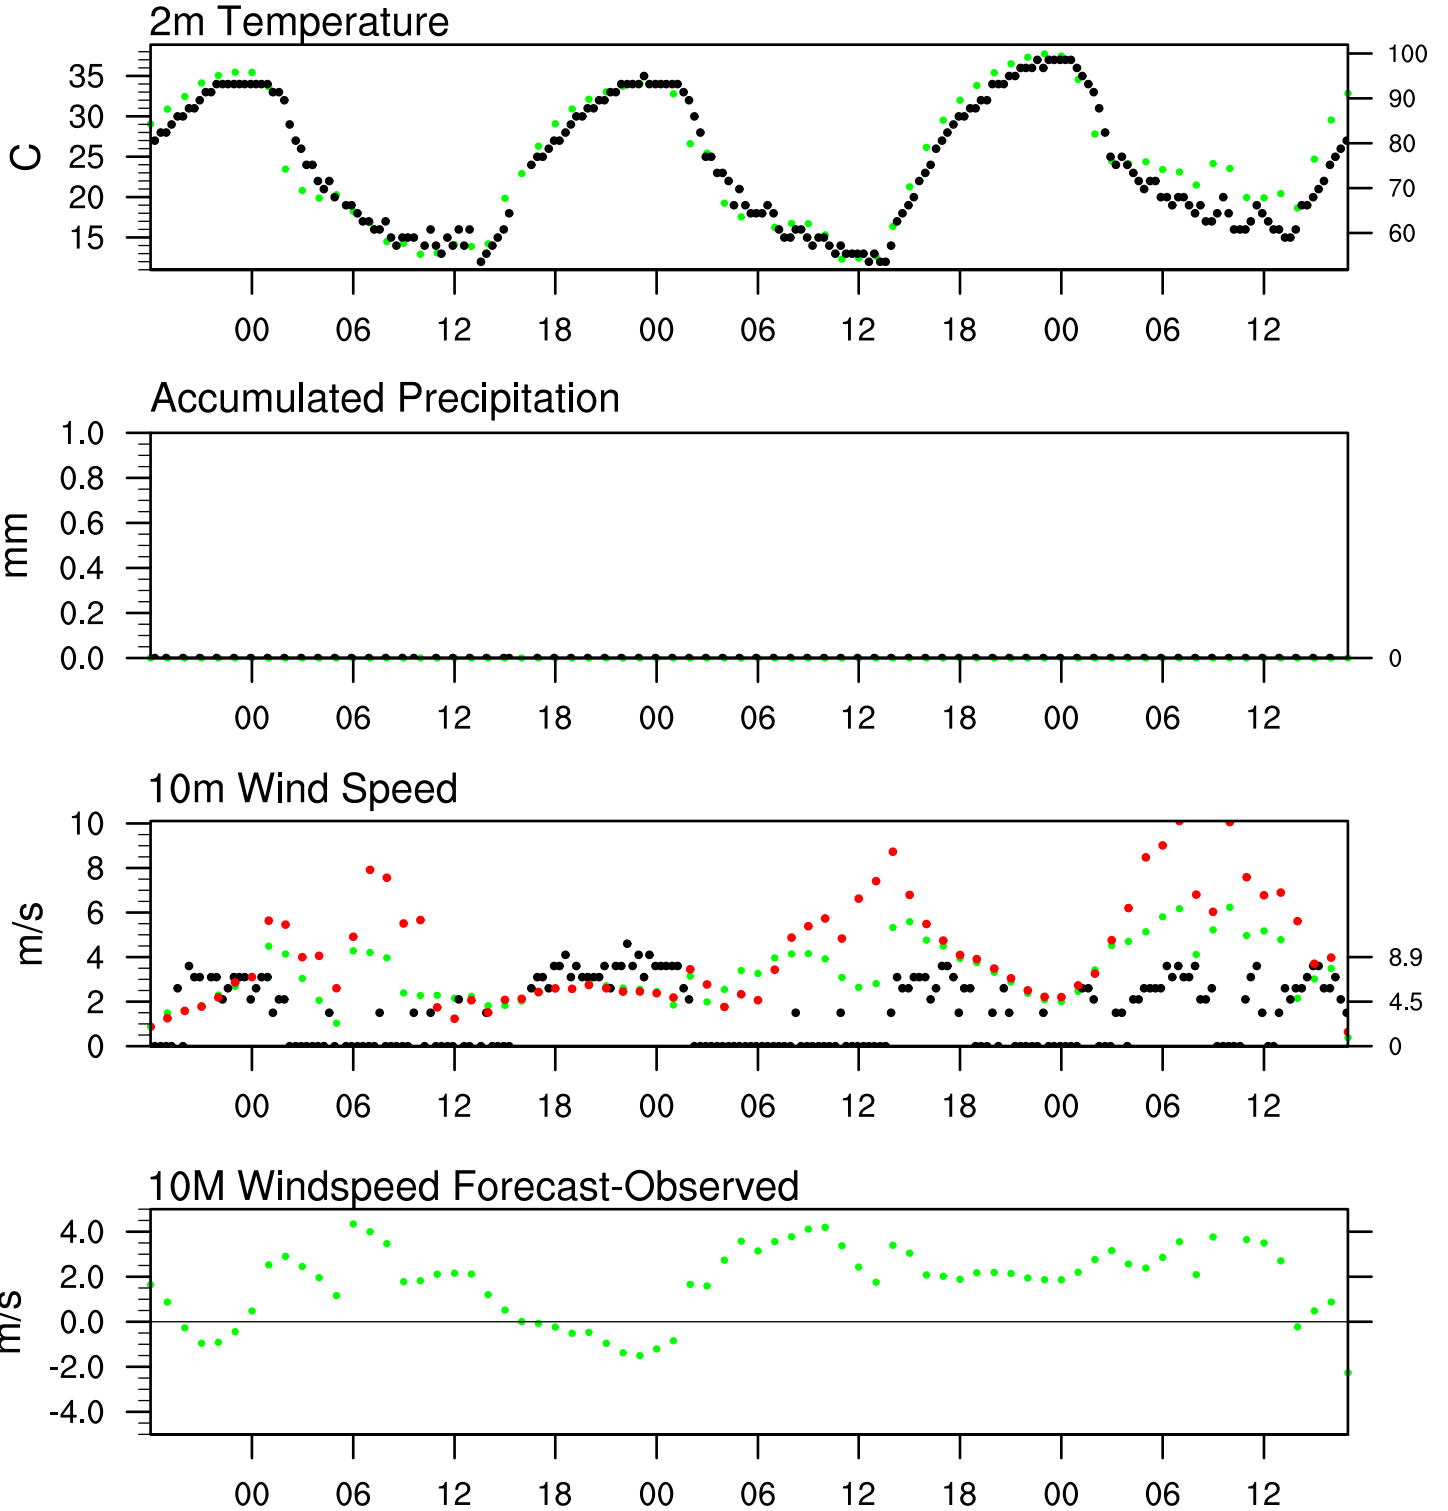 2m Temperature
35
30
25
20
15
C
100
90
80
70
60
00 06 12 18 00 06 12 18 00 06 12
Accumulated Precipitation
1.0
0.8
0.6
0.4
0.2
0.0
mm
0
00 06 12 18 00 06 12 18 00 06 12
10m Wind Speed
10
8
6
4
2
0
m/s
8.9
4.5
0
00 06 12 18 00 06 12 18 00 06 12
10M Windspeed Forecast-Observed
4.0
2.0
0.0
-2.0
-4.0
m/s
00 06 12 18 00 06 12 18 00 06 12